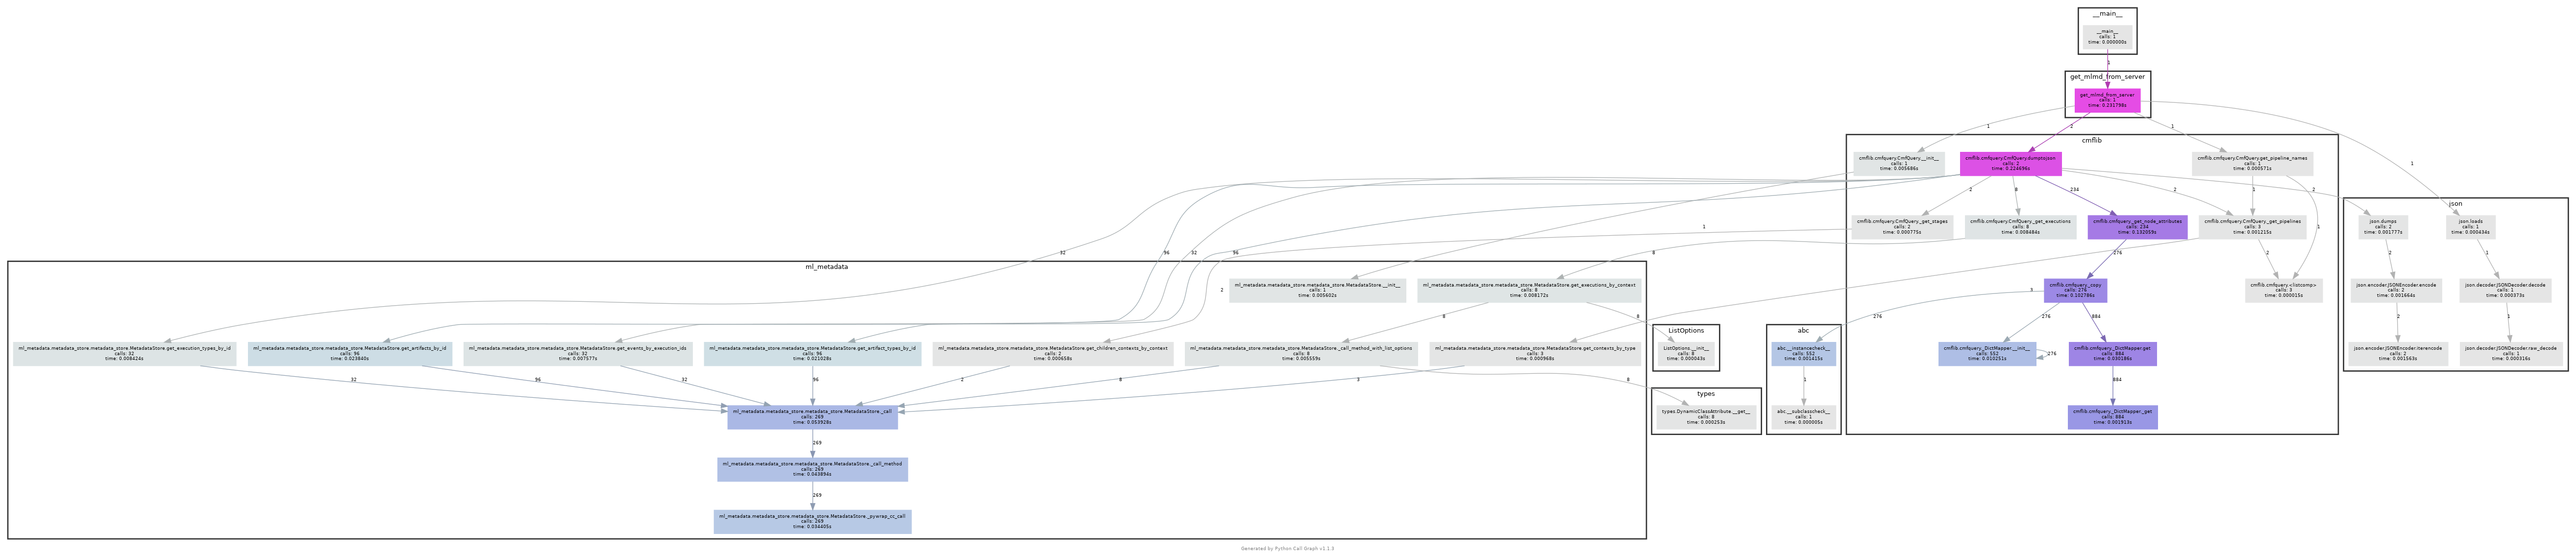 __main__
__main__
calls: 1
time: 0.000000s
1
get_mlmd_from_server
get_mlmd_from_server
calls: 1
time: 0.231798s
1
2
1
1
cmflib
cmflib.cmfquery.CmfQuery.__init__
calls: 1
time: 0.005686s
cmflib.cmfquery.CmfQuery.dumptojson
calls: 2
time: 0.224696s
cmflib.cmfquery.CmfQuery.get_pipeline_names
calls: 1
time: 0.000571s
2
8
234
2
1
2
json
cmflib.cmfquery.CmfQuery._get_stages
calls: 2
time: 0.000775s
cmflib.cmfquery.CmfQuery._get_executions
calls: 8
time: 0.008484s
cmflib.cmfquery._get_node_attributes
calls: 234
time: 0.132059s
cmflib.cmfquery.CmfQuery._get_pipelines
calls: 3
time: 0.001215s
json.dumps
calls: 2
time: 0.001777s
json.loads
calls: 1
time: 0.000434s
1
1
32
96
32
96
8
276
2
2
1
ml_metadata
ml_metadata.metadata_store.metadata_store.MetadataStore.__init__
calls: 1
time: 0.005602s
ml_metadata.metadata_store.metadata_store.MetadataStore.get_executions_by_context
calls: 8
time: 0.008172s
cmflib.cmfquery._copy
calls: 276
time: 0.102786s
cmflib.cmfquery.<listcomp>
calls: 3
time: 0.000015s
json.encoder.JSONEncoder.encode
calls: 2
time: 0.001664s
json.decoder.JSONDecoder.decode
calls: 1
time: 0.000373s
2
3
8
8
276
276
884
2
1
ListOptions
abc
ml_metadata.metadata_store.metadata_store.MetadataStore.get_execution_types_by_id
calls: 32
time: 0.008424s
ml_metadata.metadata_store.metadata_store.MetadataStore.get_artifacts_by_id
calls: 96
time: 0.023840s
ml_metadata.metadata_store.metadata_store.MetadataStore.get_events_by_execution_ids
calls: 32
time: 0.007577s
ml_metadata.metadata_store.metadata_store.MetadataStore.get_artifact_types_by_id
calls: 96
time: 0.021028s
ml_metadata.metadata_store.metadata_store.MetadataStore.get_children_contexts_by_context
calls: 2
time: 0.000658s
ml_metadata.metadata_store.metadata_store.MetadataStore._call_method_with_list_options
calls: 8
time: 0.005559s
ml_metadata.metadata_store.metadata_store.MetadataStore.get_contexts_by_type
calls: 3
time: 0.000968s
ListOptions.__init__
calls: 8
time: 0.000043s
abc.__instancecheck__
calls: 552
time: 0.001415s
cmflib.cmfquery._DictMapper.__init__
calls: 552
time: 0.010251s
276
cmflib.cmfquery._DictMapper.get
calls: 884
time: 0.030186s
json.encoder.JSONEncoder.iterencode
calls: 2
time: 0.001563s
json.decoder.JSONDecoder.raw_decode
calls: 1
time: 0.000316s
32
96
32
96
2
8
3
8
1
884
types
ml_metadata.metadata_store.metadata_store.MetadataStore._call
calls: 269
time: 0.053928s
types.DynamicClassAttribute.__get__
calls: 8
time: 0.000253s
abc.__subclasscheck__
calls: 1
time: 0.000005s
cmflib.cmfquery._DictMapper._get
calls: 884
time: 0.001913s
269
ml_metadata.metadata_store.metadata_store.MetadataStore._call_method
calls: 269
time: 0.043894s
269
ml_metadata.metadata_store.metadata_store.MetadataStore._pywrap_cc_call
calls: 269
time: 0.034405s
Generated by Python Call Graph v1.1.3